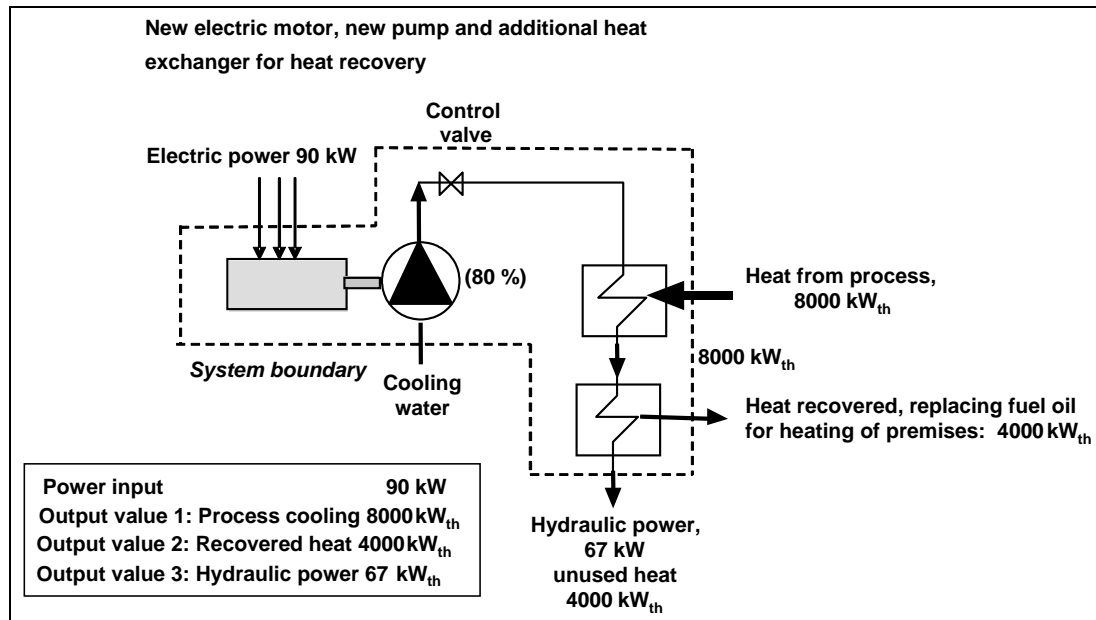 New electric motor, new pump and additional heat
exchanger for heat recovery
Control
valve
Electric power 90 kW
(80 %)
Heat from process,
8000 kWth
System boundary
Cooling
water
8000 kWth
Heat recovered, replacing fuel oil
for heating of premises: 4000 kWth
Power input 90 kW
Output value 1: Process cooling 8000 kWth
Output value 2: Recovered heat 4000 kWth
Output value 3: Hydraulic power 67 kWth
Hydraulic power,
67 kW
unused heat
4000 kWth